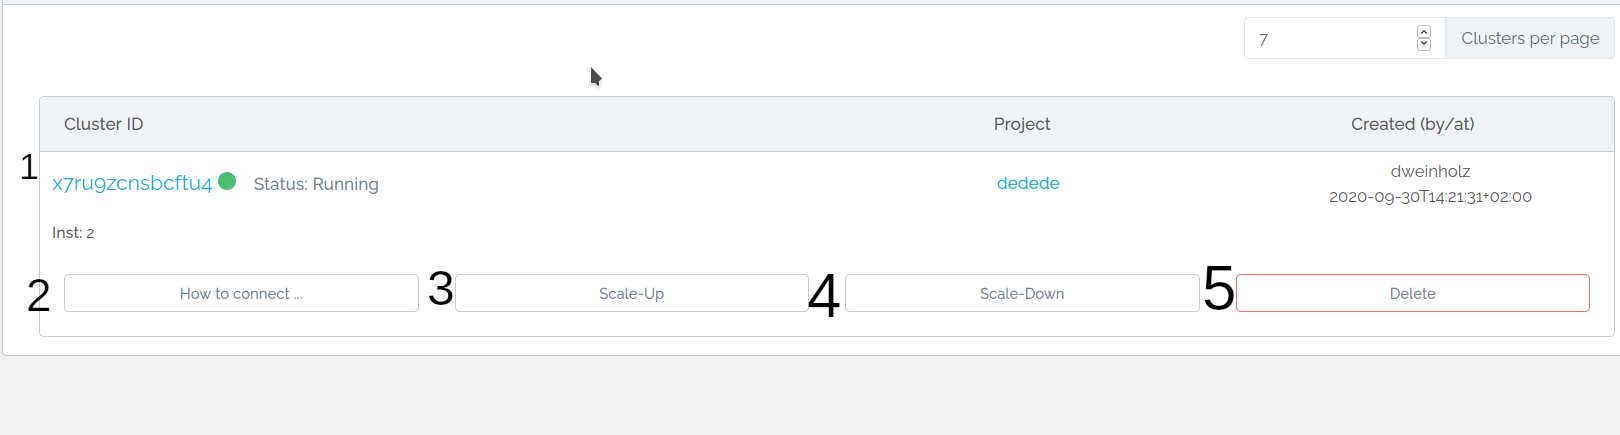 7 Clusters per page
Cluster ID Project Created (by/at)
1 x7ru9zcnsbcftu4 Status: Running dedede dweinholz
2020-09-30T14:21:31+02:00
Inst: 2
2 How to connect ... 3 Scale-Up 4 Scale-Down 5 Delete